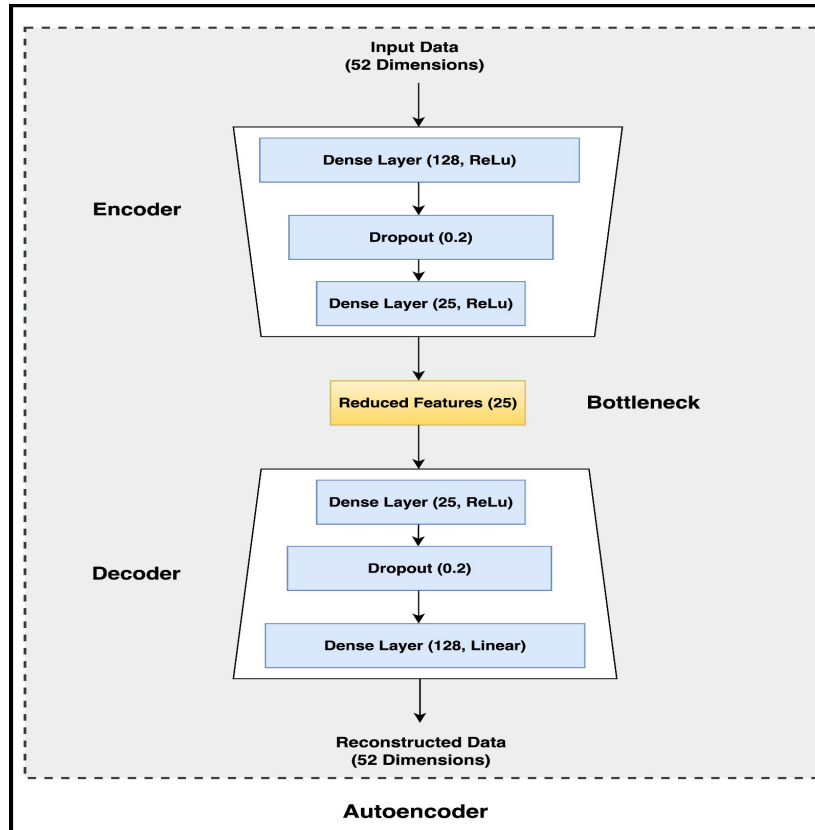 Input Data
(52 Dimensions)
Dense Layer (128, ReLu)
Encoder
Dropout (0.2)
Dense Layer (25, ReLu)
Reduced Features (25)
Bottleneck
Dense Layer (25, ReLu)
Decoder
Dropout (0.2)
Dense Layer (128, Linear)
Reconstructed Data
(52 Dimensions)
Autoencoder